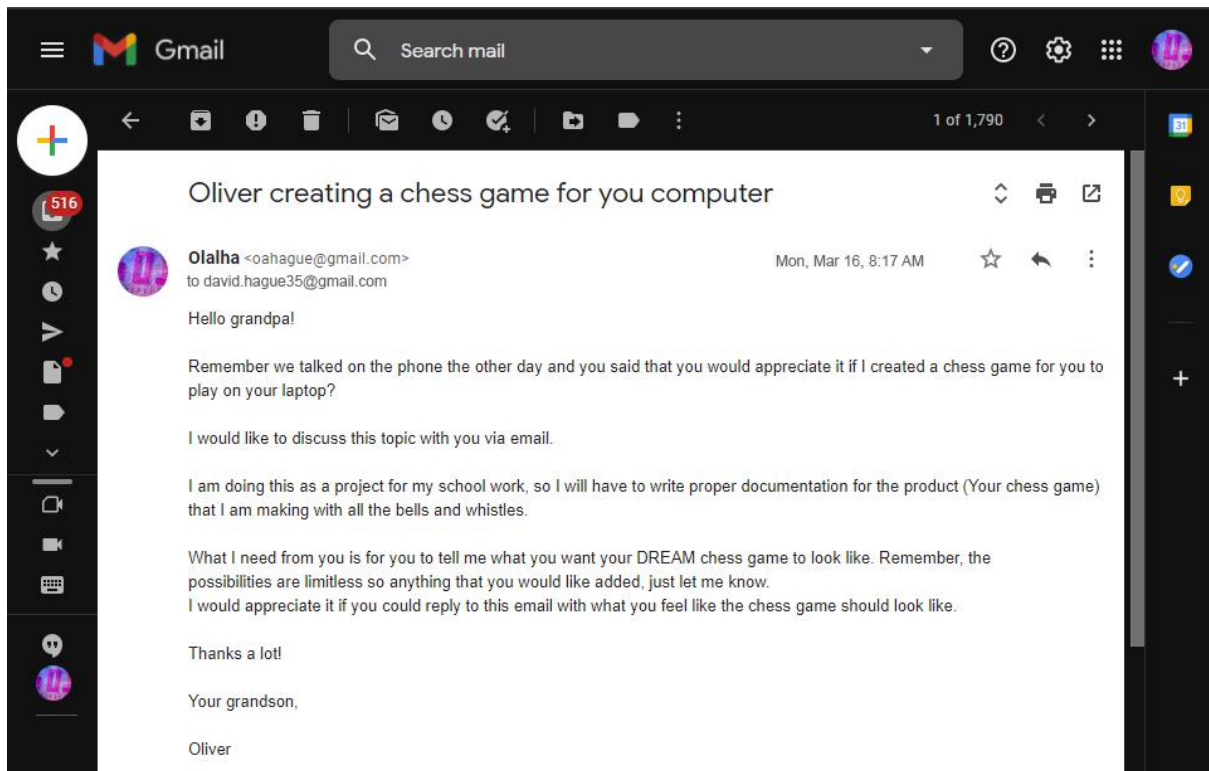 Gmail
Search mail
1 of 1,790
31
516
Oliver creating a chess game for you computer
Olalha <oahague@gmail.com>
Mon, Mar 16, 8:17 AM
to david.hague35@gmail.com
Hello grandpa!
Remember we talked on the phone the other day and you said that you would appreciate it if I created a chess game for you to
play on your laptop?
I would like to discuss this topic with you via email.
I am doing this as a project for my school work, so I will have to write proper documentation for the product (Your chess game)
that I am making with all the bells and whistles.
What I need from you is for you to tell me what you want your DREAM chess game to look like. Remember, the
possibilities are limitless so anything that you would like added, just let me know.
I would appreciate it if you could reply to this email with what you feel like the chess game should look like.
Thanks a lot!
Your grandson,
Oliver